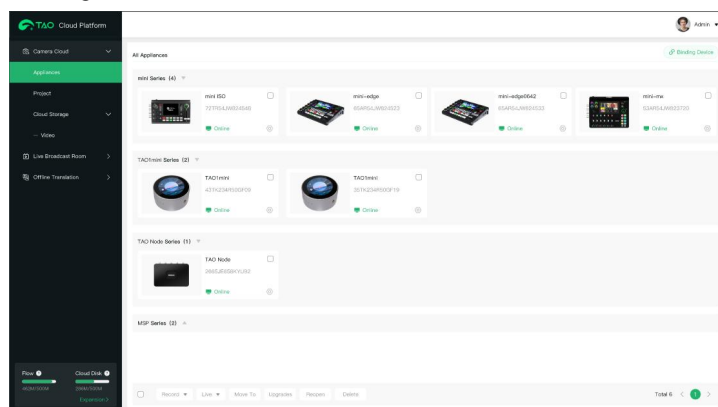 TAO Cloud Platform
Admin
Camera Cloud
Appliances
Project
Cloud Storage
– Video
Live Broadcast Room
Offline Translation
Flow
Cloud Disk
Expansion >
All Appliances
Binding Device
mini Series (4)
mini ISO
Online
mini-edge
Online
mini-edge8642
Online
mini-mx
Online
TAO1mini Series (2)
TAO1mini
Online
TAO1mini
Online
TAO Node Series (1)
TAO Node
Online
MSP Series (2)
Record
Live
Move To
Upgrades
Reopen
Delete
Total 6
1